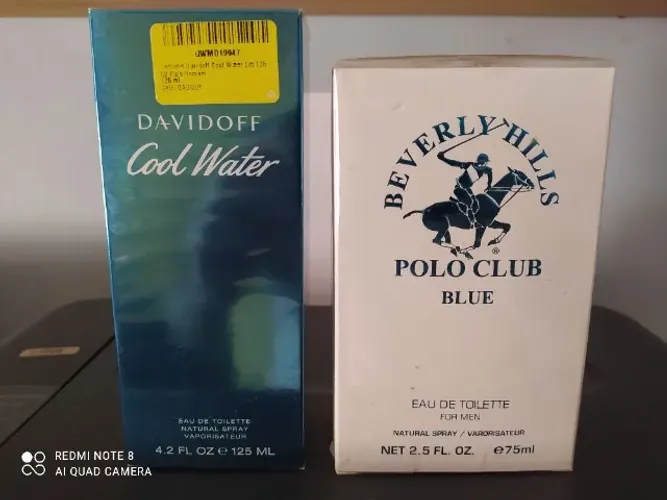 DAVIDOFF
Cool Water
EAU DE TOILETTE
NATURAL SPRAY
VAPORISATEUR
4.2 FL OZ e 125 ML
BEVERLY HILLS
®
POLO CLUB
BLUE
EAU DE TOILETTE
FOR MEN
NATURAL SPRAY / VAPORISATEUR
NET 2.5 FL. OZ. e75ml
REDMI NOTE 8
AI QUAD CAMERA